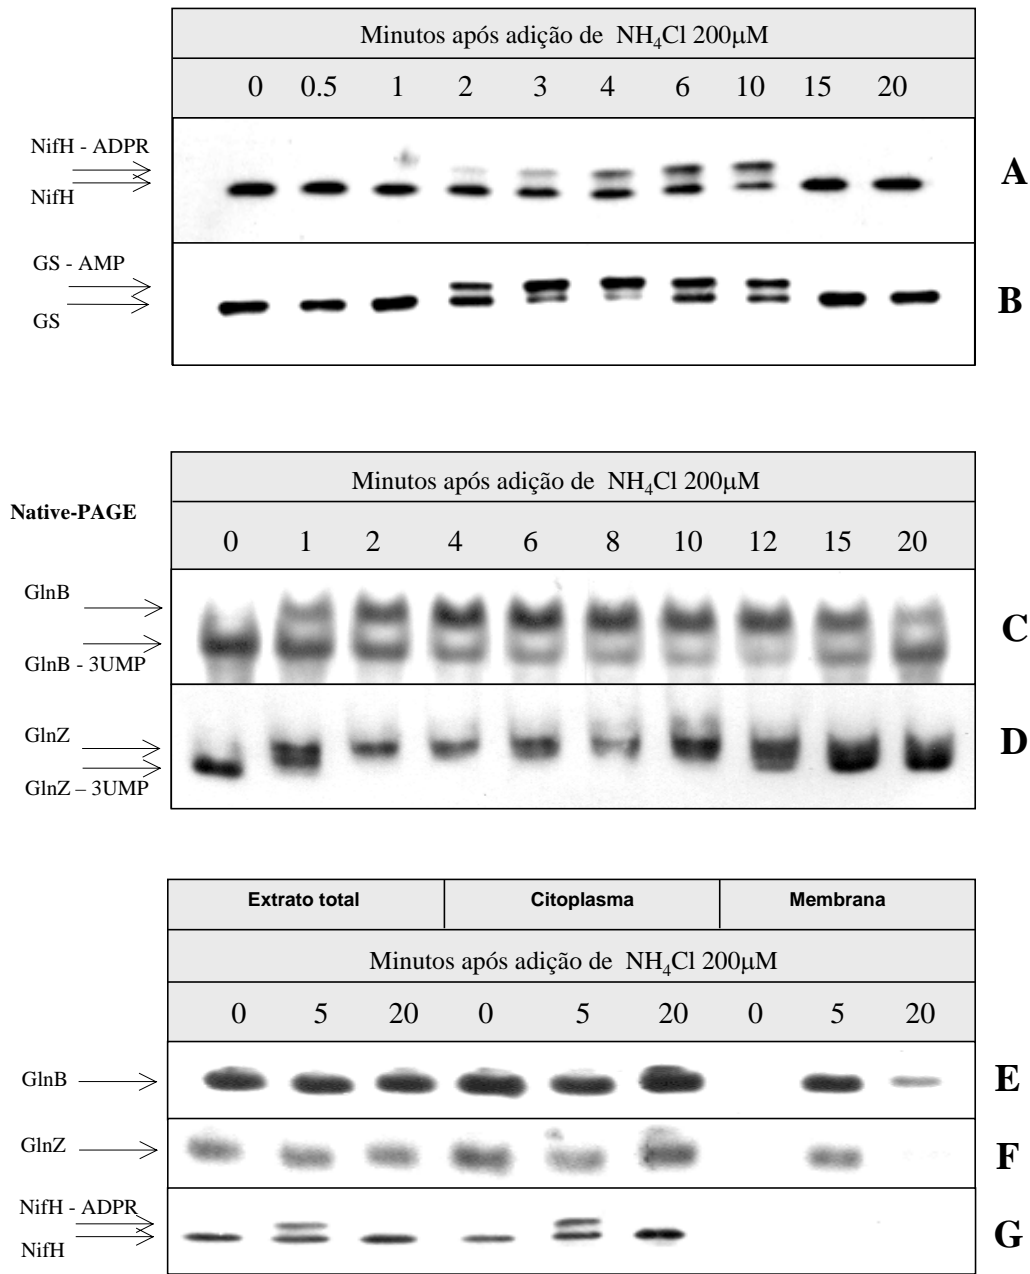 Minutos após adição de NH4Cl 200µM
0 0.5 1 2 3 4 6 10 15 20
NifH - ADPR
NifH
A
GS - AMP
GS
B
Minutos após adição de NH4Cl 200µM
Native-PAGE
0 1 2 4 6 8 10 12 15 20
GlnB
GlnB - 3UMP
C
GlnZ
GlnZ – 3UMP
D
Extrato total Citoplasma Membrana
Minutos após adição de NH4Cl 200µM
0 5 20 0 5 20 0 5 20
GlnB
E
GlnZ
F
NifH - ADPR
NifH
G